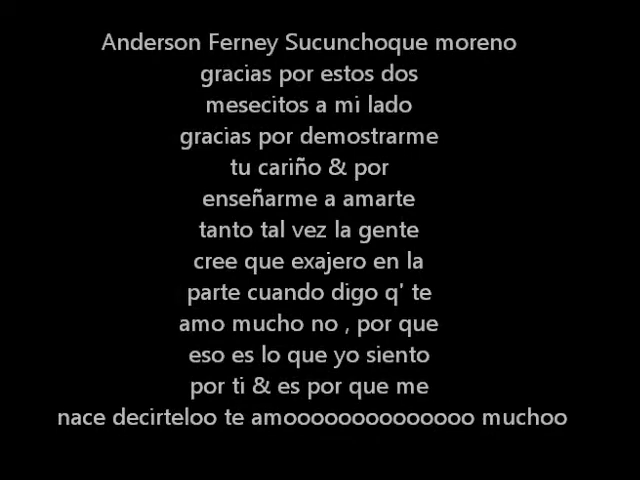 Anderson Ferney Sucunchoque moreno
gracias por estos dos
mesecitos a mi lado
gracias por demostrarme
tu cariño & por
enseñarme a amarte
tanto tal vez la gente
cree que exajero en la
parte cuando digo q' te
amo mucho no , por que
eso es lo que yo siento
por ti & es por que me
nace decirteloo te amoooooooooooooo muchoo